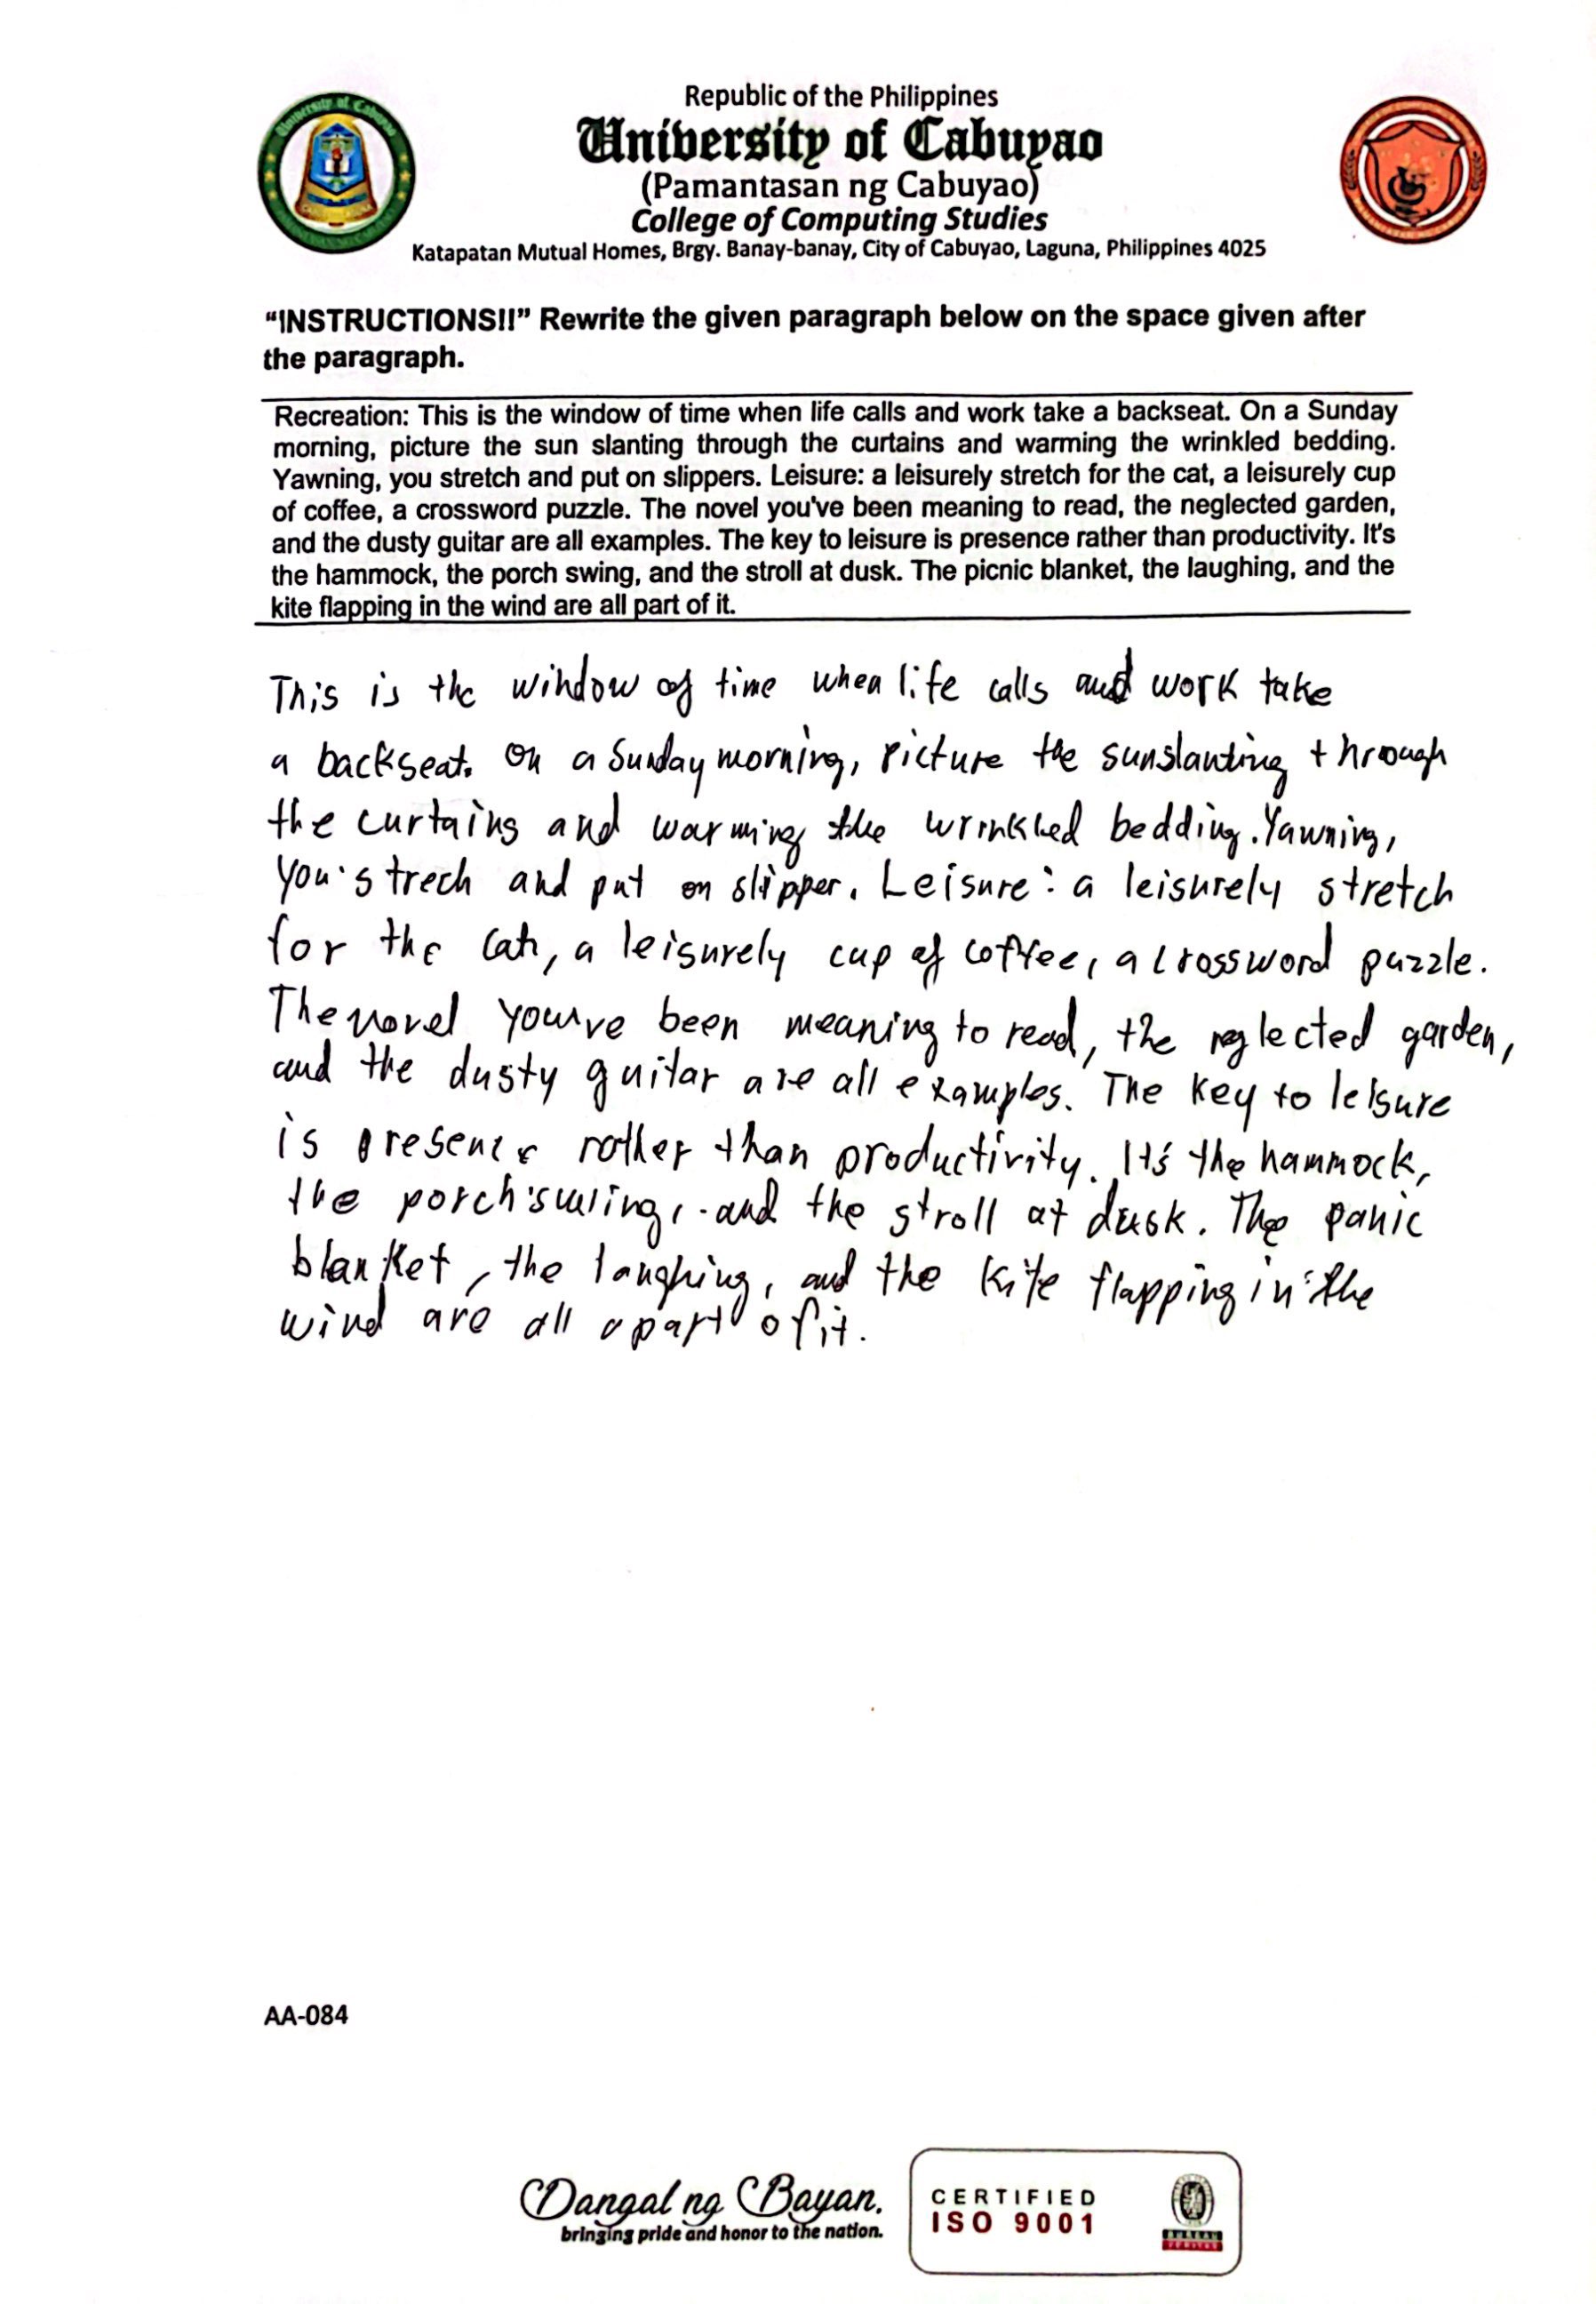 Republic of the Philippines
University of Cabuyao
(Pamantasan ng Cabuyao)
College of Computing Studies
Katapatan Mutual Homes, Brgy. Banay-banay, City of Cabuyao, Laguna, Philippines 4025
“INSTRUCTIONS!!” Rewrite the given paragraph below on the space given after
the paragraph.
Recreation: This is the window of time when life calls and work take a backseat. On a Sunday
morning, picture the sun slanting through the curtains and warming the wrinkled bedding.
Yawning, you stretch and put on slippers. Leisure: a leisurely stretch for the cat, a leisurely cup
of coffee, a crossword puzzle. The novel you've been meaning to read, the neglected garden,
and the dusty guitar are all examples. The key to leisure is presence rather than productivity. It's
the hammock, the porch swing, and the stroll at dusk. The picnic blanket, the laughing, and the
kite flapping in the wind are all part of it.
This is the window of time when life calls and work take
a backseat. On a Sunday morning, picture the sun slanting through
the curtains and warming the wrinkled bedding. Yawning,
you strech and put on slipper. Leisure: a leisurely stretch
for the cat, a leisurely cup of coffee, a crossword puzzle.
The novel you've been meaning to read, the neglected garden,
and the dusty guitar are all examples. The key to leisure
is presence rather than productivity. It's the hammock,
the porch swing, and the stroll at dusk. The panic
blanket, the laughing, and the kite flapping in the
wind are all a part of it.
AA-084
Dangal ng Bayan.
bringing pride and honor to the nation.
CERTIFIED
ISO 9001
BUREAU
VERITAS